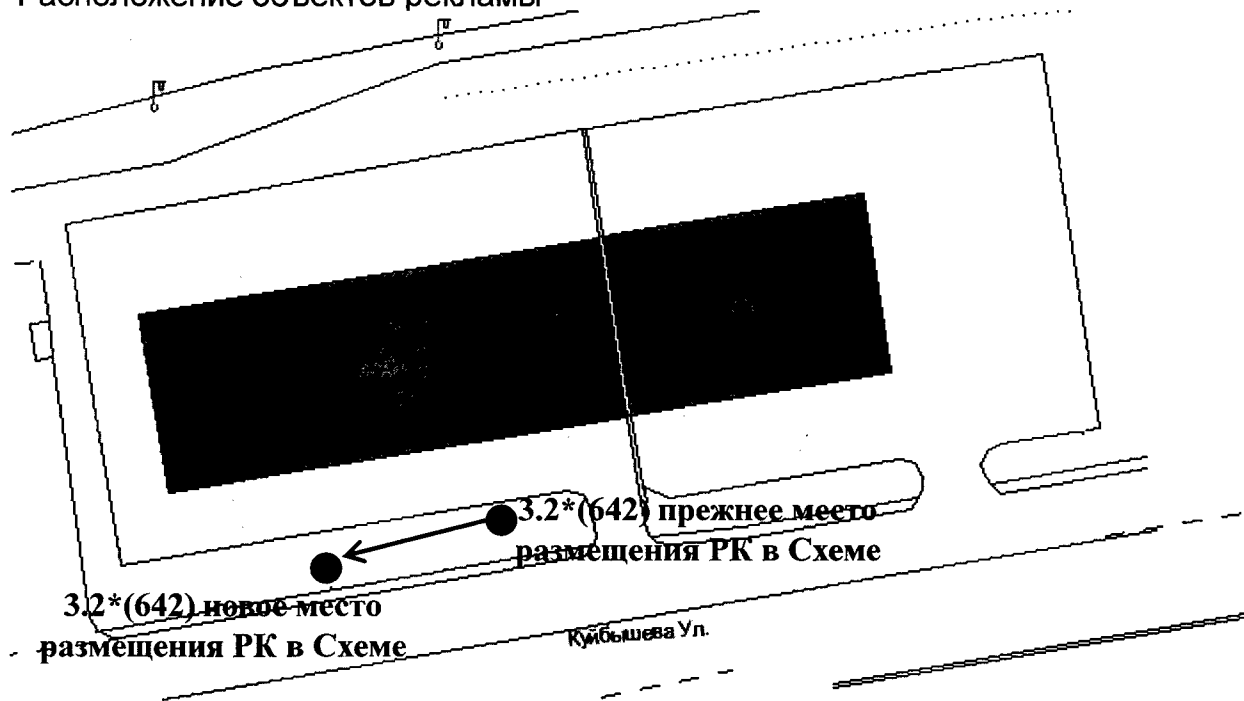 Расположение объектов рекламы
3.2*(642) прежнее место
размещения РК в Схеме
3.2*(642) новое место
размещения РК в Схеме
Куйбышева Ул.